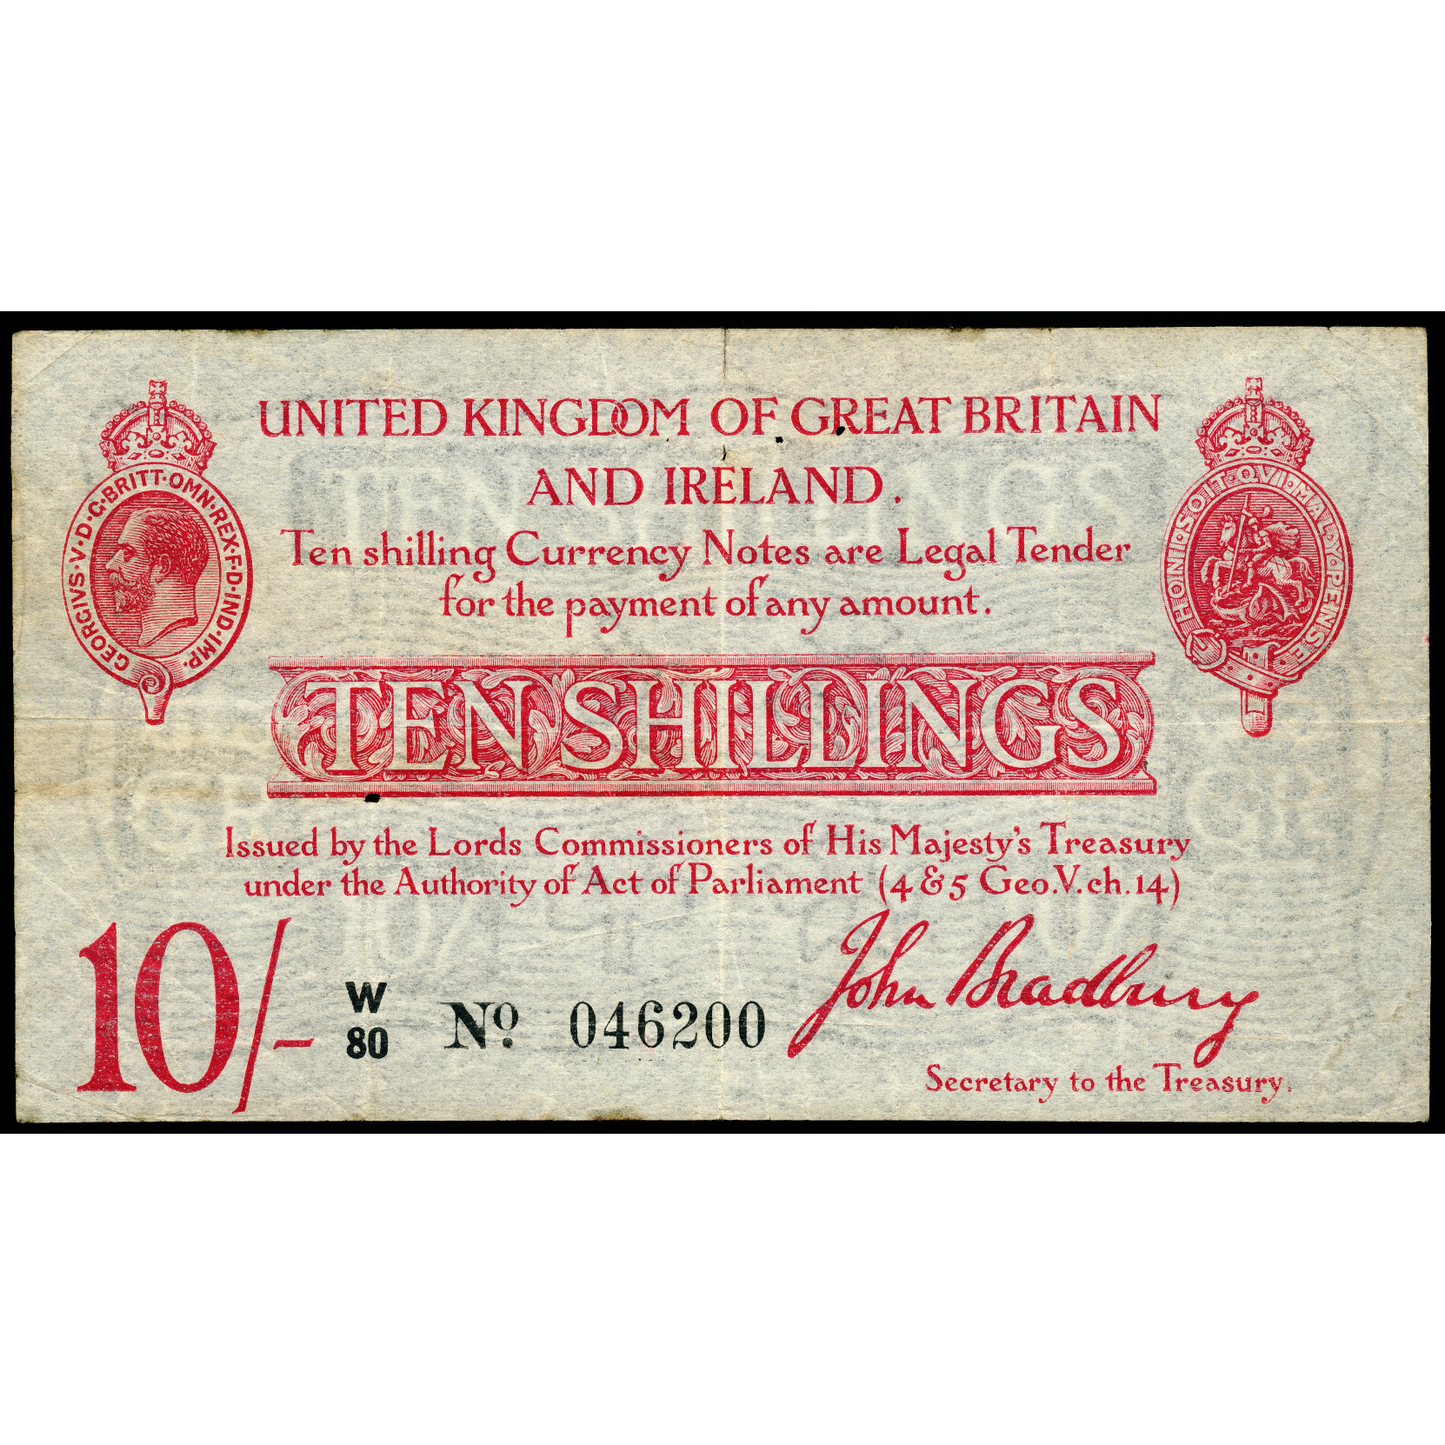 UNITED KINGDOM OF GREAT BRITAIN
AND IRELAND.
GEORGIVS·V·D·G·BRITT·OMN·REX·F·D·IND·IMP·
HONI·SOIT·QVI·MAL·Y·PENSE
Ten shilling Currency Notes are Legal Tender
for the payment of any amount.
TEN SHILLINGS
Issued by the Lords Commissioners of His Majesty's Treasury
under the Authority of Act of Parliament (4 & 5 Geo.V.ch.14)
10/-
W
80
Nº 046200
John Bradbury
Secretary to the Treasury.